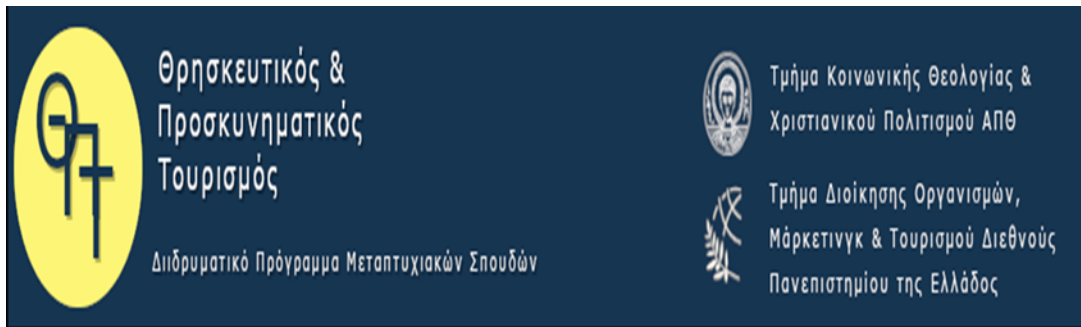 ΘΠΤ
Θρησκευτικός &
Προσκυνηματικός
Τουρισμός
Διιδρυματικό Πρόγραμμα Μεταπτυχιακών Σπουδών
Τμήμα Κοινωνικής Θεολογίας &
Χριστιανικού Πολιτισμού ΑΠΘ
Τμήμα Διοίκησης Οργανισμών,
Μάρκετινγκ & Τουρισμού Διεθνούς
Πανεπιστημίου της Ελλάδος